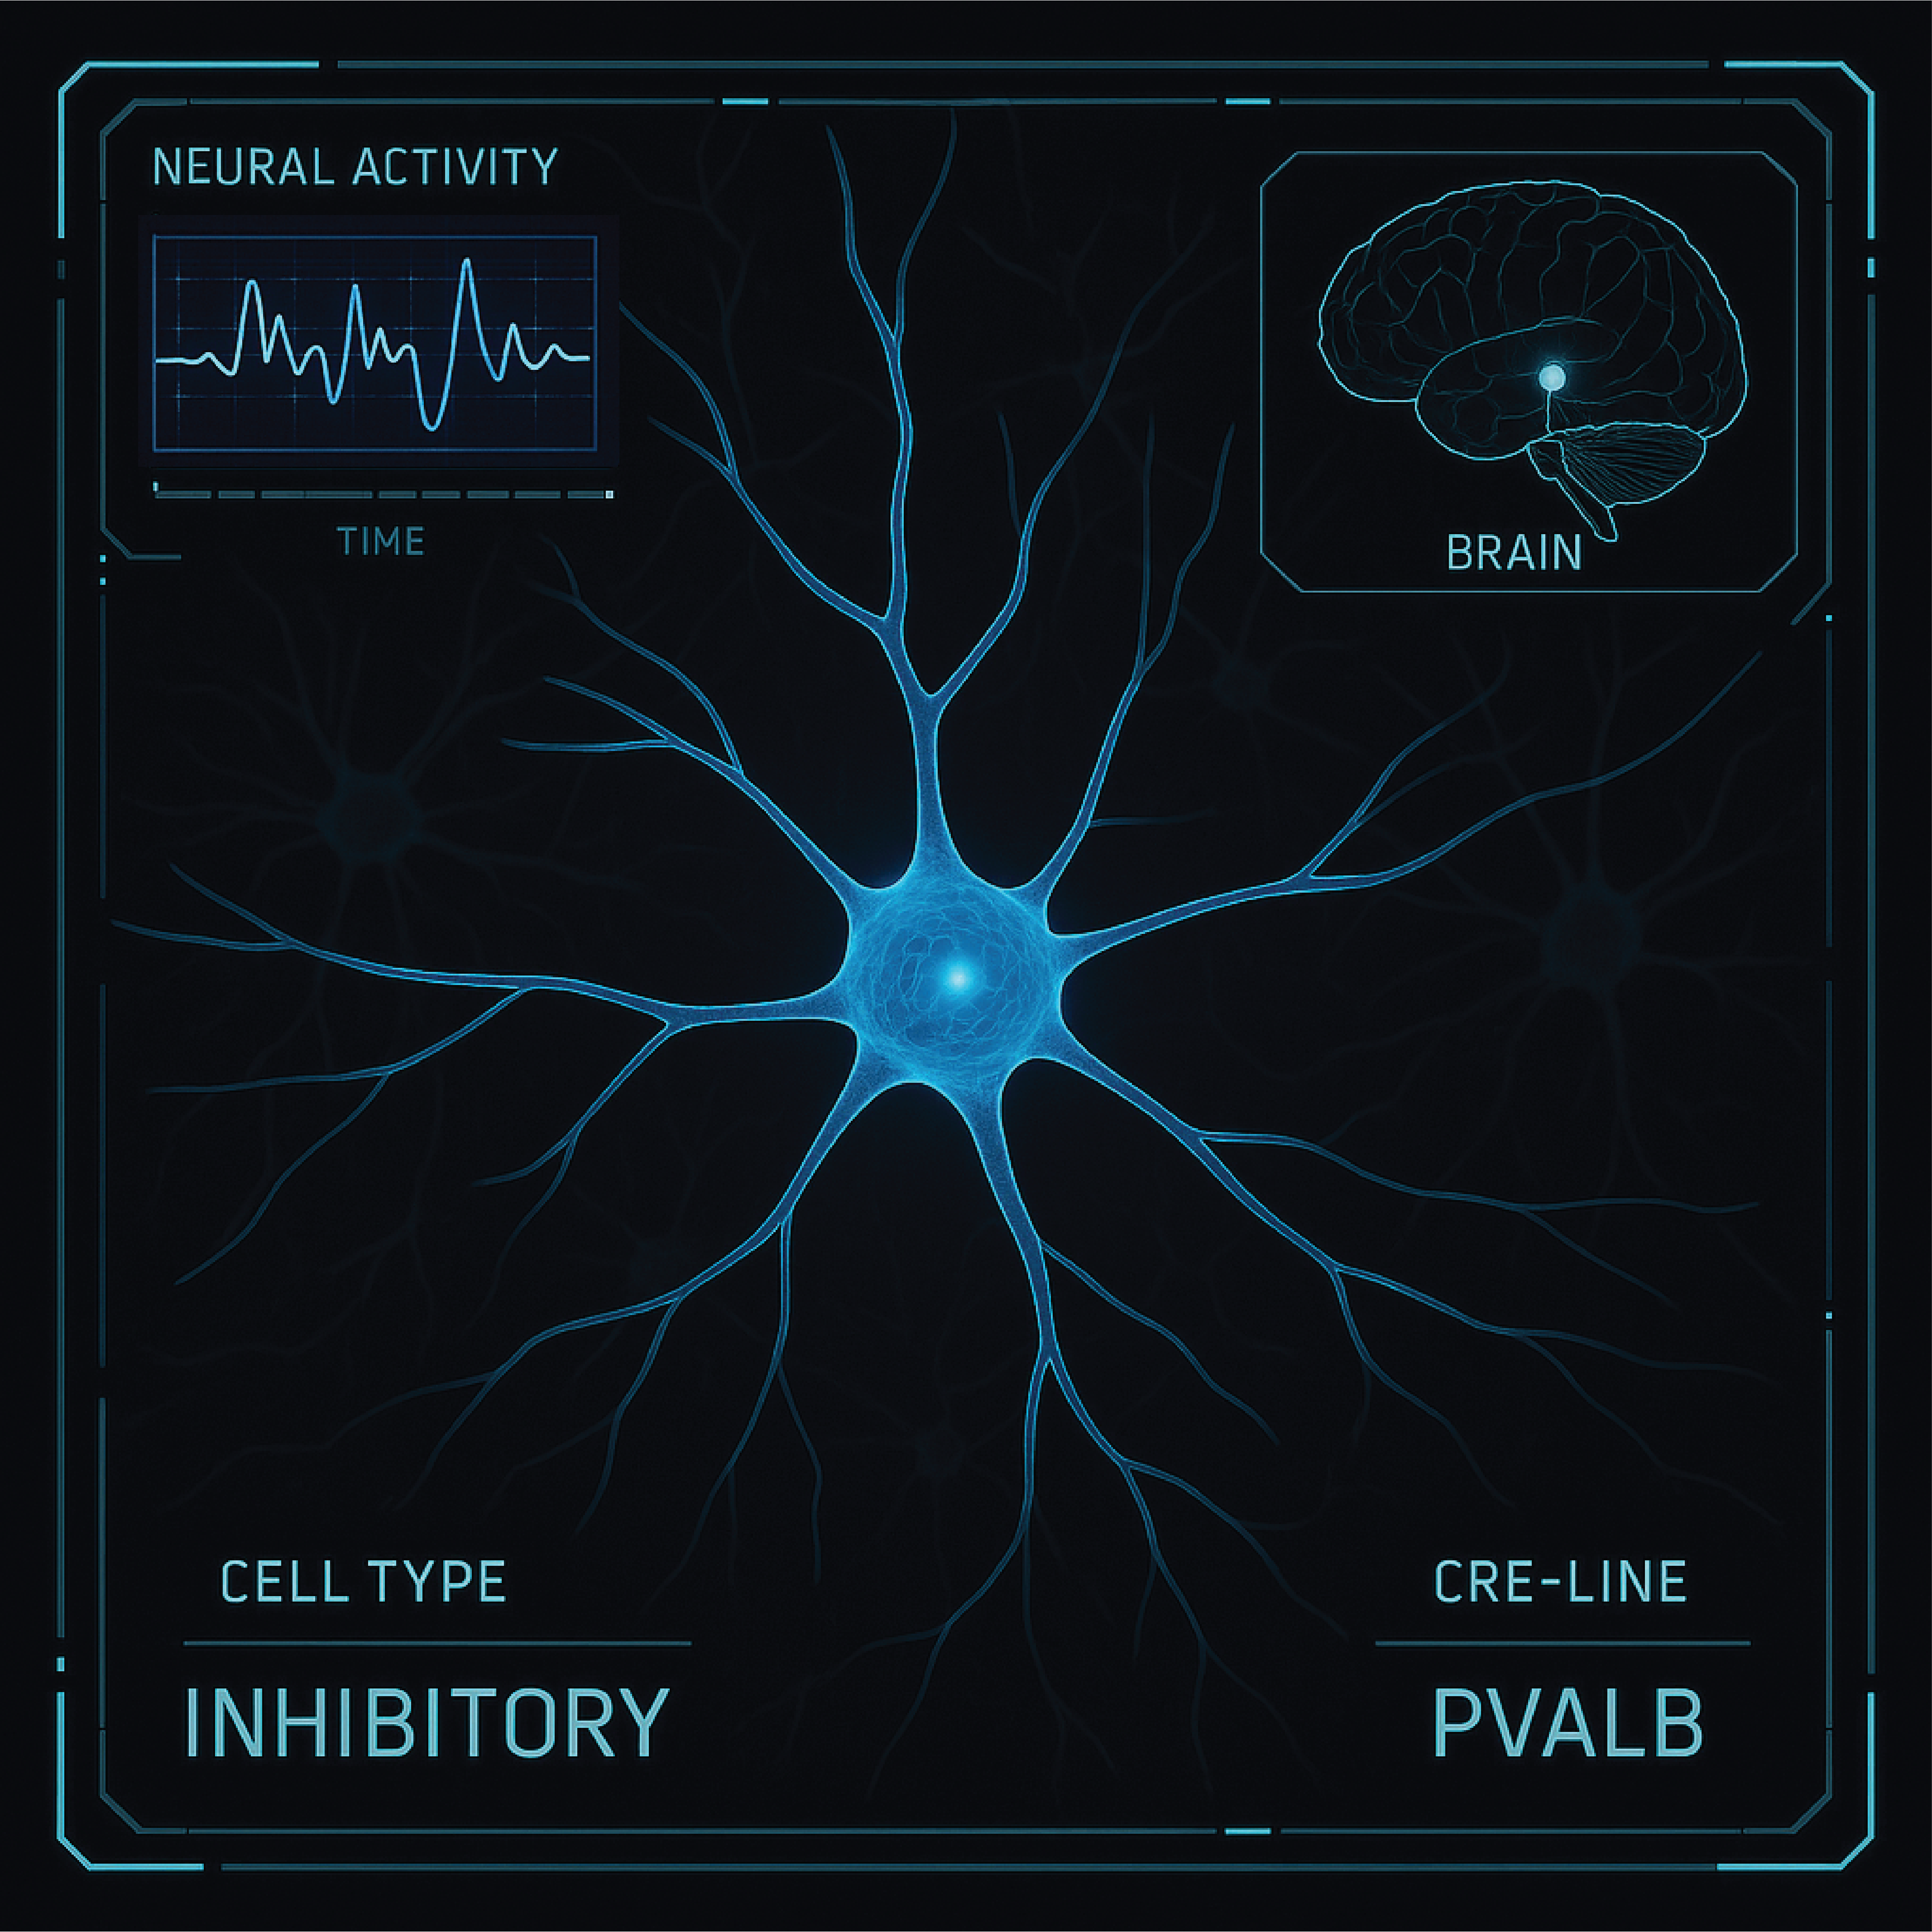 NEURAL ACTIVITY
TIME
BRAIN
CELL TYPE
INHIBITORY
CRE-LINE
PVALB